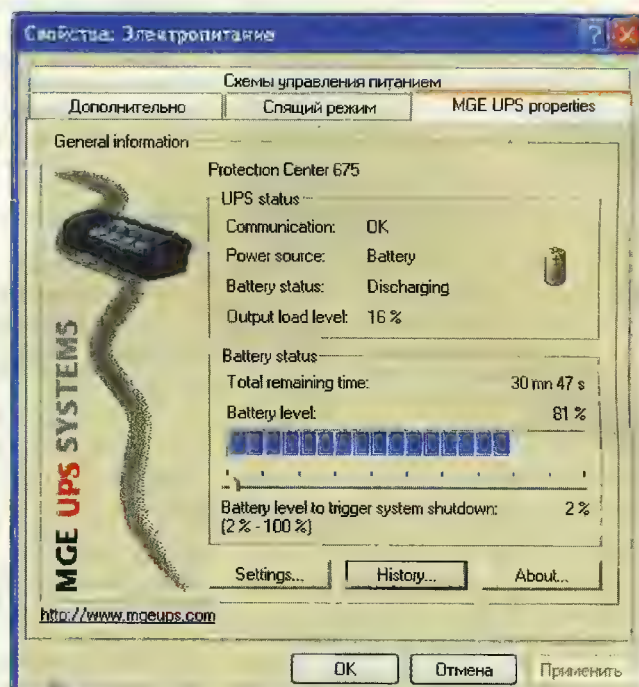 Свойства: Электропитание
Схемы управления питанием
Дополнительно Спящий режим MGE UPS properties
General information
Protection Center 675
UPS status
Communication: OK
Power source: Battery
Battery status: Discharging
Output load level: 16 %
Battery status
Total remaining time: 30 mn 47 s
Battery level: 81 %
Battery level to trigger system shutdown: 2 %
(2 % - 100 %)
MGE UPS SYSTEMS
Settings... History... About...
http://www.mgeups.com
OK Отмена Применить